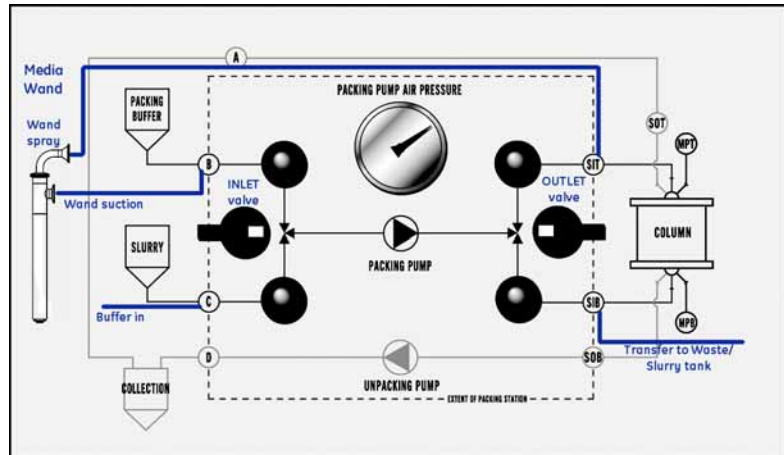 A
Media
Wand
PACKING PUMP AIR PRESSURE
PACKING
BUFFER
SOT
MPT
Wand
spray
B
SIT
INLET
valve
OUTLET
valve
Wand suction
SLURRY
PACKING PUMP
COLUMN
C
SIB
Buffer in
MPB
Transfer to Waste/
Slurry tank
D
SOB
COLLECTION
UNPACKING PUMP
EXTENT OF PACKING STATION